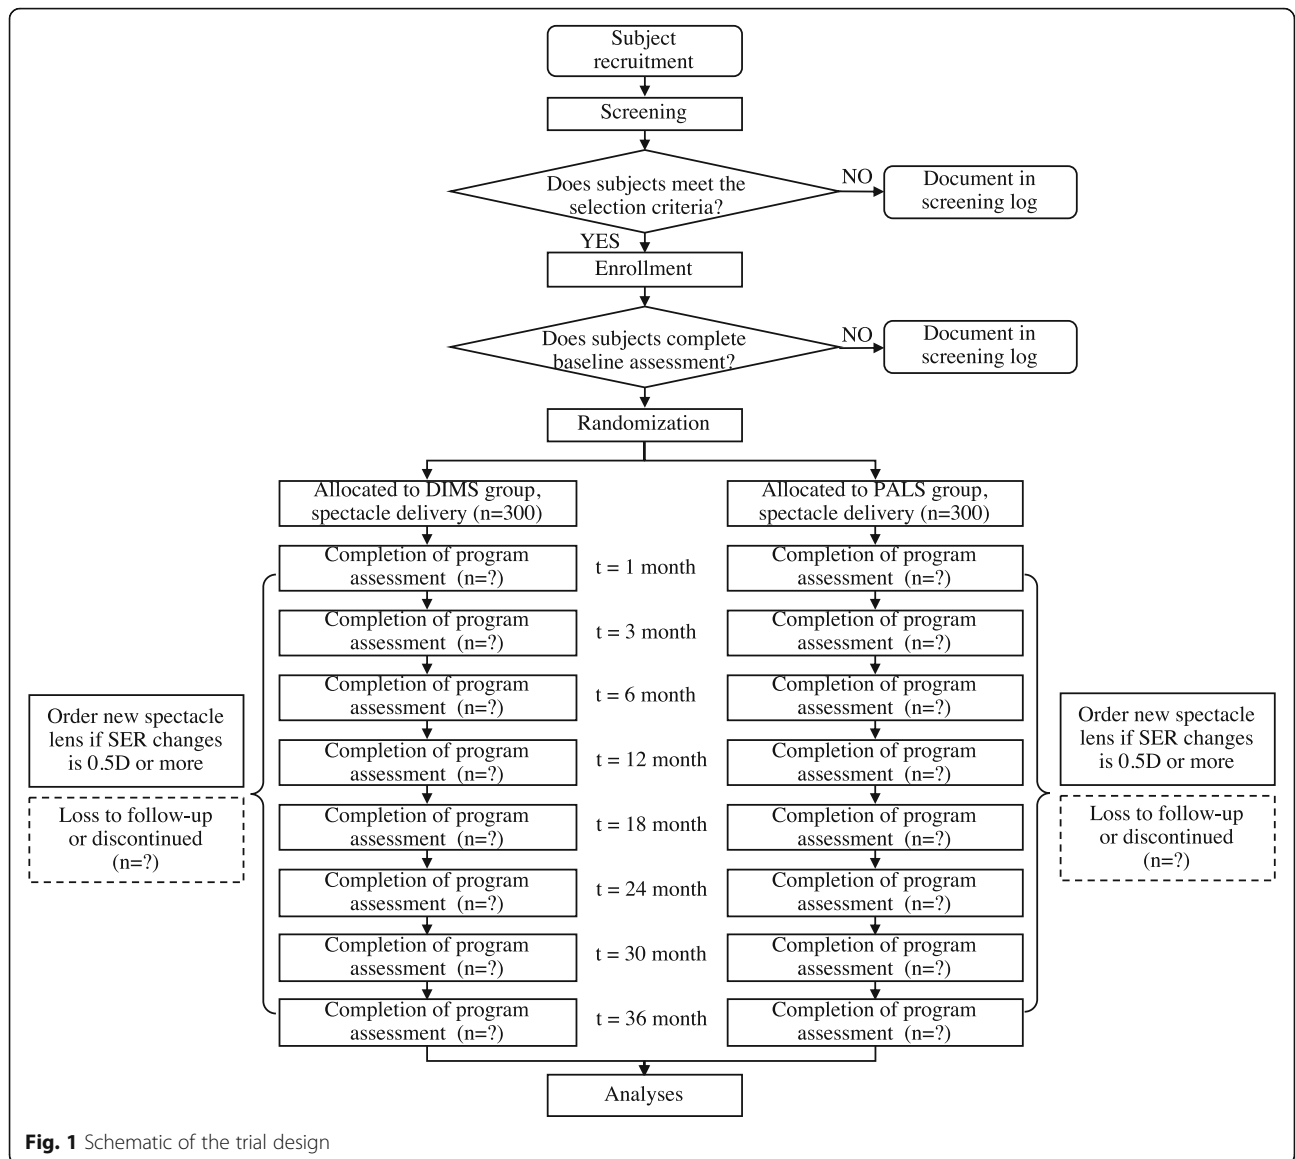 Subject
recruitment
Screening
Does subjects meet the
selection criteria?
NO
Document in
screening log
YES
Enrollment
Does subjects complete
baseline assessment?
NO
Document in
screening log
Randomization
Allocated to DIMS group,
spectacle delivery (n=300)
Allocated to PALS group,
spectacle delivery (n=300)
Completion of program
assessment (n=?)
t = 1 month
Completion of program
assessment (n=?)
Completion of program
assessment (n=?)
t = 3 month
Completion of program
assessment (n=?)
Completion of program
assessment (n=?)
t = 6 month
Completion of program
assessment (n=?)
Order new spectacle
lens if SER changes
is 0.5D or more
Completion of program
assessment (n=?)
t = 12 month
Completion of program
assessment (n=?)
Order new spectacle
lens if SER changes
is 0.5D or more
Loss to follow-up
or discontinued
(n=?)
Completion of program
assessment (n=?)
t = 18 month
Completion of program
assessment (n=?)
Loss to follow-up
or discontinued
(n=?)
Completion of program
assessment (n=?)
t = 24 month
Completion of program
assessment (n=?)
Completion of program
assessment (n=?)
t = 30 month
Completion of program
assessment (n=?)
Completion of program
assessment (n=?)
t = 36 month
Completion of program
assessment (n=?)
Analyses
Fig. 1 Schematic of the trial design